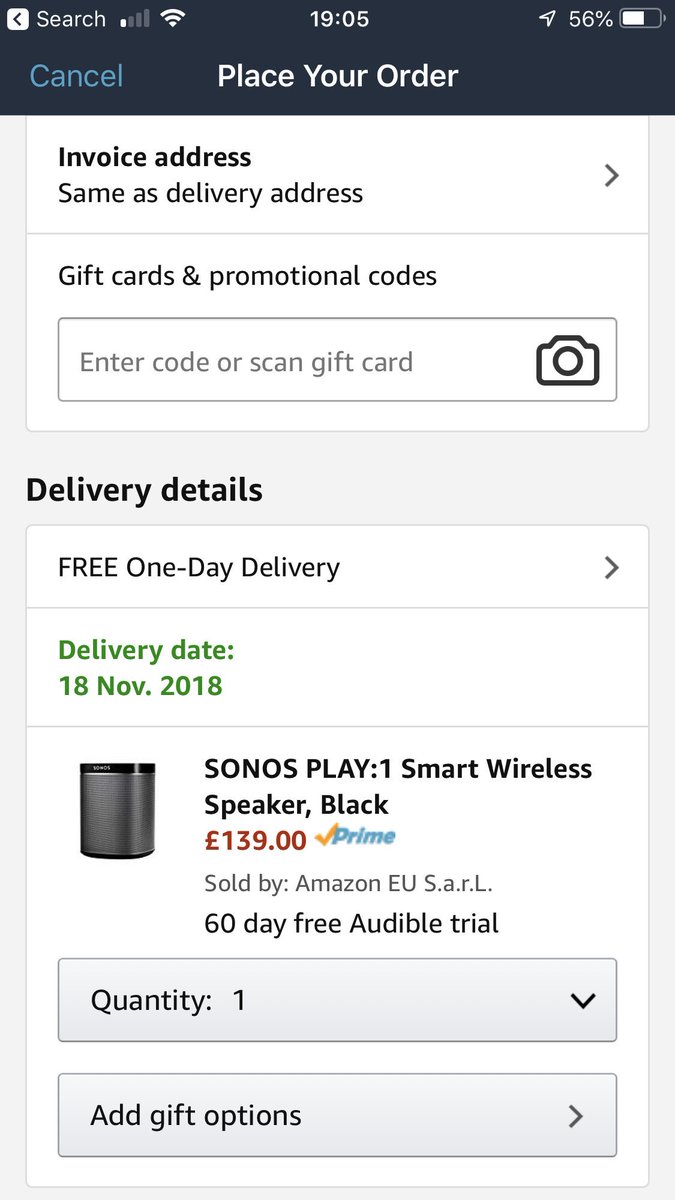 Search 19:05 56%
Cancel Place Your Order
Invoice address
Same as delivery address
Gift cards & promotional codes
Enter code or scan gift card
Delivery details
FREE One-Day Delivery
Delivery date:
18 Nov. 2018
SONOS
SONOS PLAY:1 Smart Wireless
Speaker, Black
£139.00 Prime
Sold by: Amazon EU S.a.r.L.
60 day free Audible trial
Quantity: 1
Add gift options